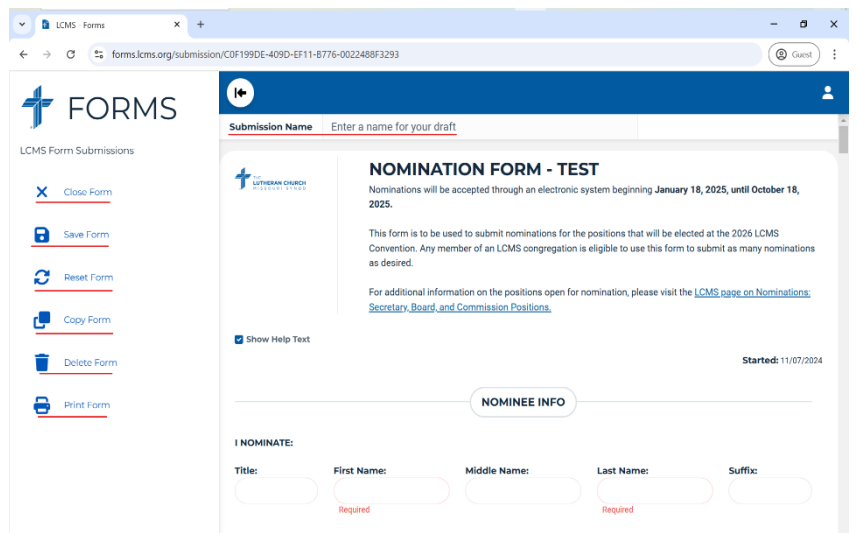 LCMS - Forms
forms.lcms.org/submission/C0F199DE-409D-EF11-B776-0022488F3293
Guest
FORMS
LCMS Form Submissions
Close Form
Save Form
Reset Form
Copy Form
Delete Form
Print Form
Submission Name Enter a name for your draft
THE
LUTHERAN CHURCH
MISSOURI SYNOD
NOMINATION FORM - TEST
Nominations will be accepted through an electronic system beginning January 18, 2025, until October 18,
2025.
This form is to be used to submit nominations for the positions that will be elected at the 2026 LCMS
Convention. Any member of an LCMS congregation is eligible to use this form to submit as many nominations
as desired.
For additional information on the positions open for nomination, please visit the LCMS page on Nominations:
Secretary, Board, and Commission Positions.
Show Help Text
Started: 11/07/2024
NOMINEE INFO
I NOMINATE:
Title: First Name: Middle Name: Last Name: Suffix:
Required Required